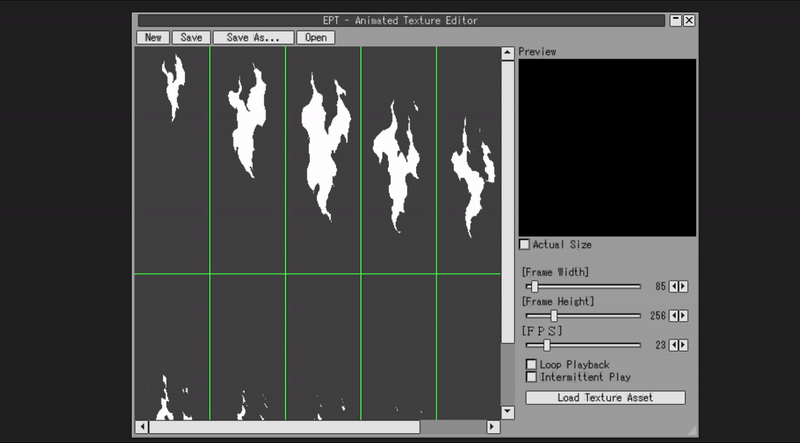 EPT - Animated Texture Editor
New Save Save As... Open
Preview
Actual Size
[Frame Width]
85
[Frame Height]
256
[ＦＰＳ]
23
Loop Playback
Intermittent Play
Load Texture Asset